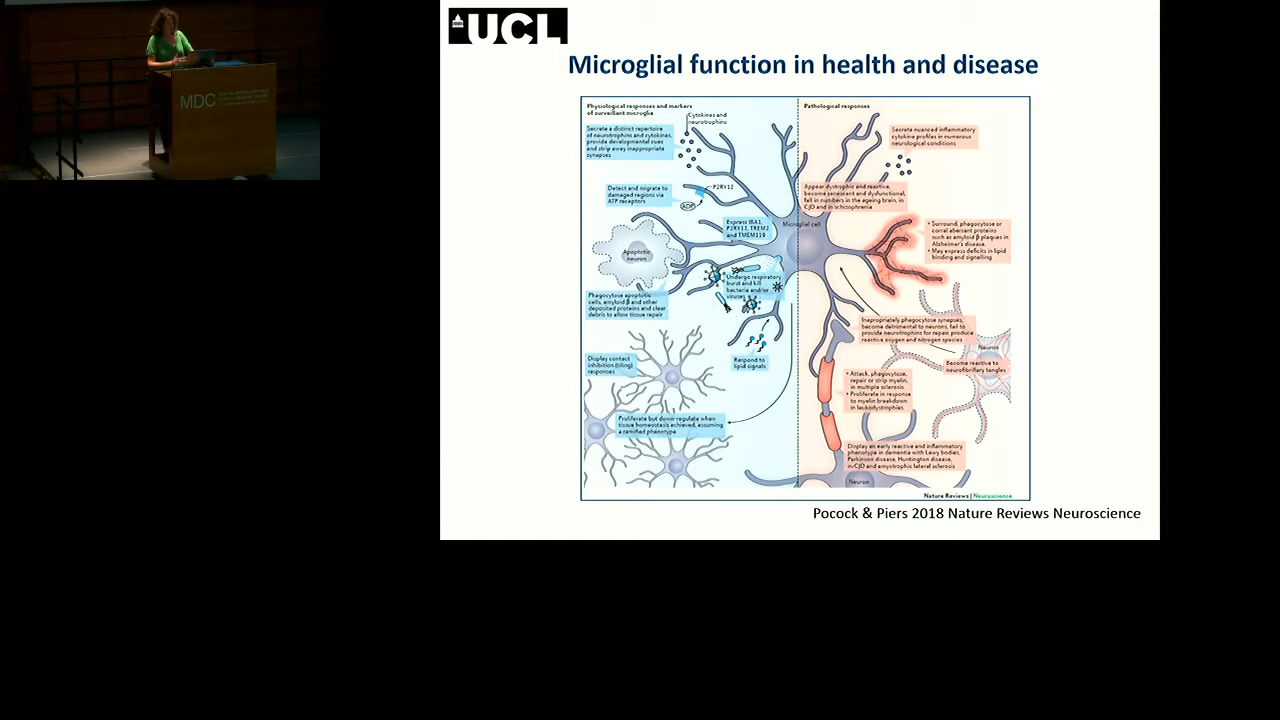 UCL
Microglial function in health and disease
MDC
Physiological responses and markers
of surveillant microglia
Cytokines and
neurotrophins
Secrete a distinct repertoire
of neurotrophins and cytokines,
provide developmental cues
and strip away inappropriate
synapses
Detect and migrate to
damaged regions via
ATP receptors
P2RY12
ADP
Express IBA1,
P2RY12, TREM2
and TMEM119
Apoptotic
neuron
Undergo respiratory
burst and kill
bacteria and/or
viruses
Phagocytose apoptotic
cells, amyloid β and other
deposited proteins and clear
debris to allow tissue repair
Display contact
inhibition (tiling)
responses
Respond to
lipid signals
Proliferate but down-regulate when
tissue homeostasis achieved, assuming
a ramified phenotype
Pathological responses
Secrete nuanced inflammatory
cytokine profiles in numerous
neurological conditions
Appear dystrophic and reactive,
become senescent and dysfunctional,
fall in numbers in the ageing brain, in
CJD and in schizophrenia
Microglial cell
• Surround, phagocytose or
corral aberrant proteins
such as amyloid β plaques in
Alzheimer's disease.
• May express deficits in lipid
binding and signalling
Inappropriately phagocytose synapses,
become detrimental to neurons, fail to
provide neurotrophins for repair, produce
reactive oxygen and nitrogen species
Neuron
Become reactive to
neurofibrillary tangles
• Attack, phagocytose,
repair or strip myelin,
in multiple sclerosis.
• Proliferate in response
to myelin breakdown
in leukodystrophies
Display an early reactive and inflammatory
phenotype in dementia with Lewy bodies,
Parkinson disease, Huntington disease,
nvCJD and amyotrophic lateral sclerosis
Neuron
Nature Reviews | Neuroscience
Pocock & Piers 2018 Nature Reviews Neuroscience